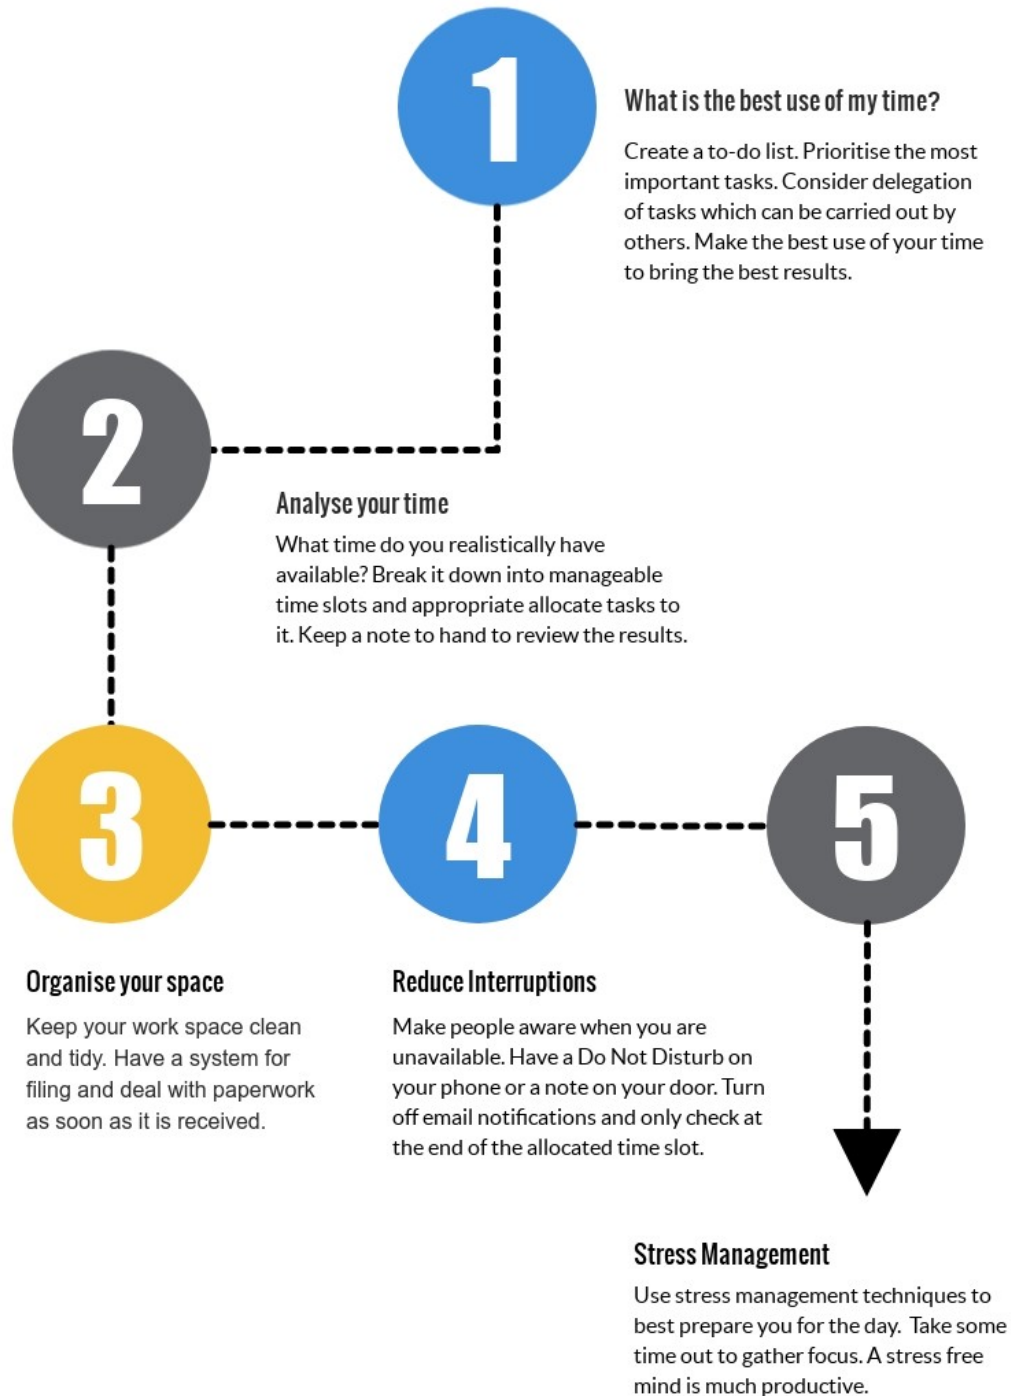 1
What is the best use of my time?
Create a to-do list. Prioritise the most
important tasks. Consider delegation
of tasks which can be carried out by
others. Make the best use of your time
to bring the best results.
2
Analyse your time
What time do you realistically have
available? Break it down into manageable
time slots and appropriate allocate tasks to
it. Keep a note to hand to review the results.
3
Organise your space
Keep your work space clean
and tidy. Have a system for
filing and deal with paperwork
as soon as it is received.
4
Reduce Interruptions
Make people aware when you are
unavailable. Have a Do Not Disturb on
your phone or a note on your door. Turn
off email notifications and only check at
the end of the allocated time slot.
5
Stress Management
Use stress management techniques to
best prepare you for the day. Take some
time out to gather focus. A stress free
mind is much productive.